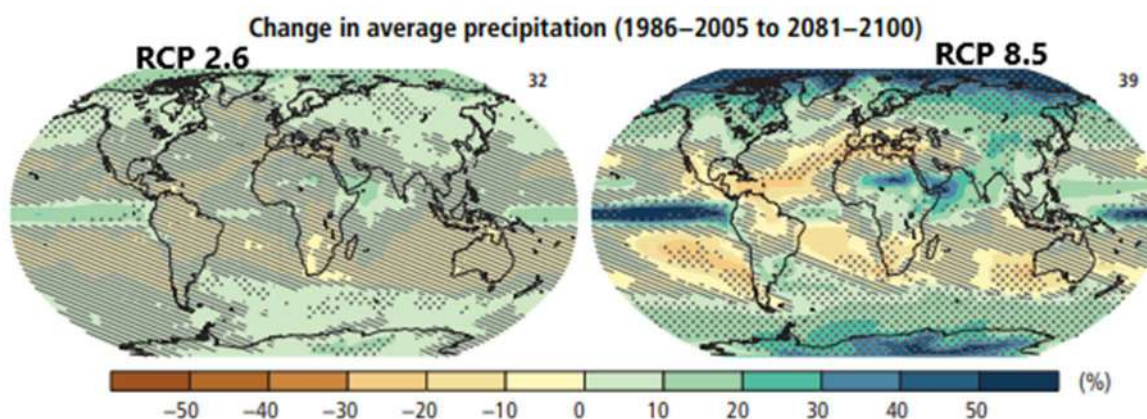 Change in average precipitation (1986–2005 to 2081–2100)
RCP 2.6
RCP 8.5
32
39
−50 −40 −30 −20 −10 0 10 20 30 40 50 (%)